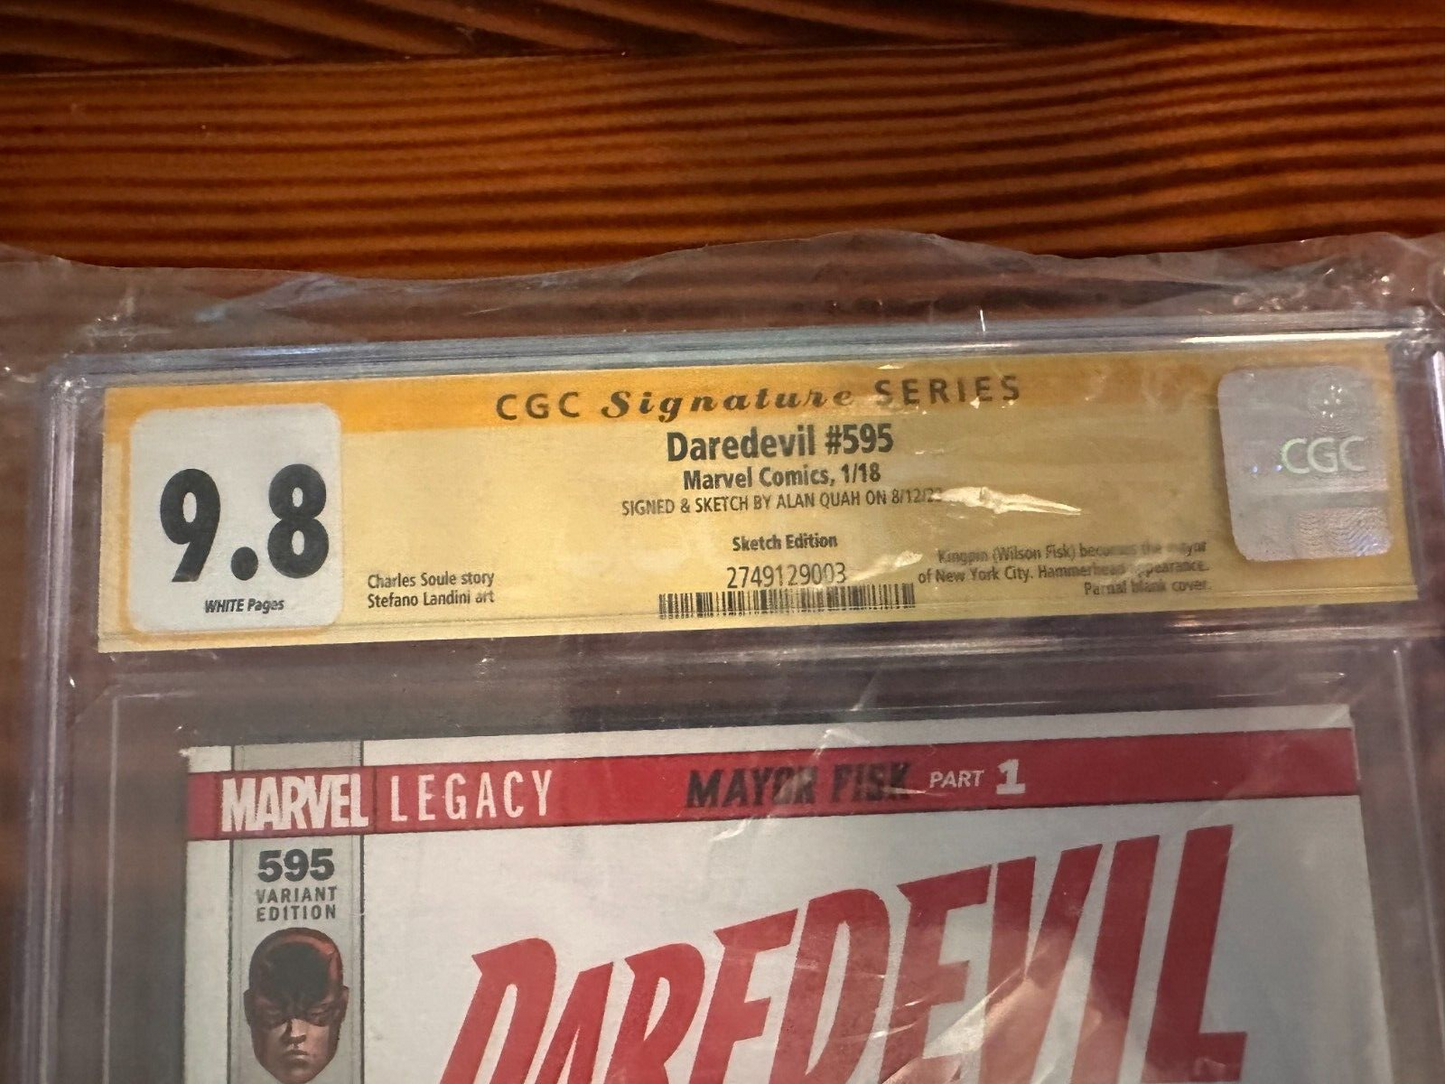 CGC Signature SERIES
9.8
WHITE Pages
Daredevil #595
Marvel Comics, 1/18
SIGNED & SKETCH BY ALAN QUAH ON
Sketch Edition
2749129003
Charles Soule story
Stefano Landini art
Kingpin (Wilson Fisk) becomes the mayor
of New York City. Hammerhead appearance.
Partial blank cover.
CGC
MARVEL LEGACY MAYOR FISK PART 1
595
VARIANT
EDITION
DAREDEVIL